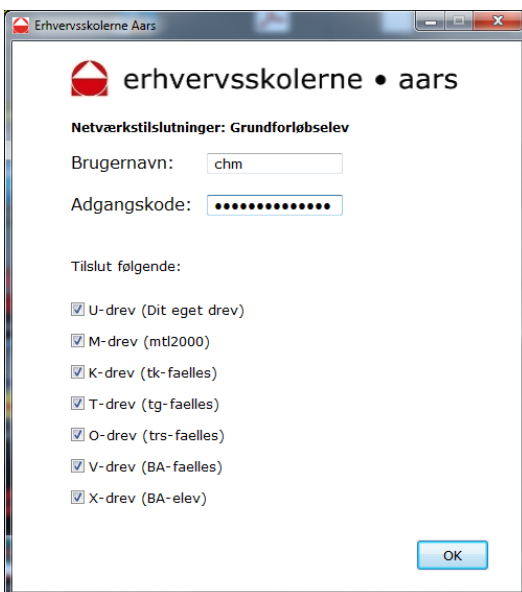 Erhvervsskolerne Aars
erhvervsskolerne • aars
Netværkstilslutninger: Grundforløbselev
Brugernavn: chm
Adgangskode: ••••••••••••••
Tilslut følgende:
U-drev (Dit eget drev)
M-drev (mtl2000)
K-drev (tk-faelles)
T-drev (tg-faelles)
O-drev (trs-faelles)
V-drev (BA-faelles)
X-drev (BA-elev)
OK